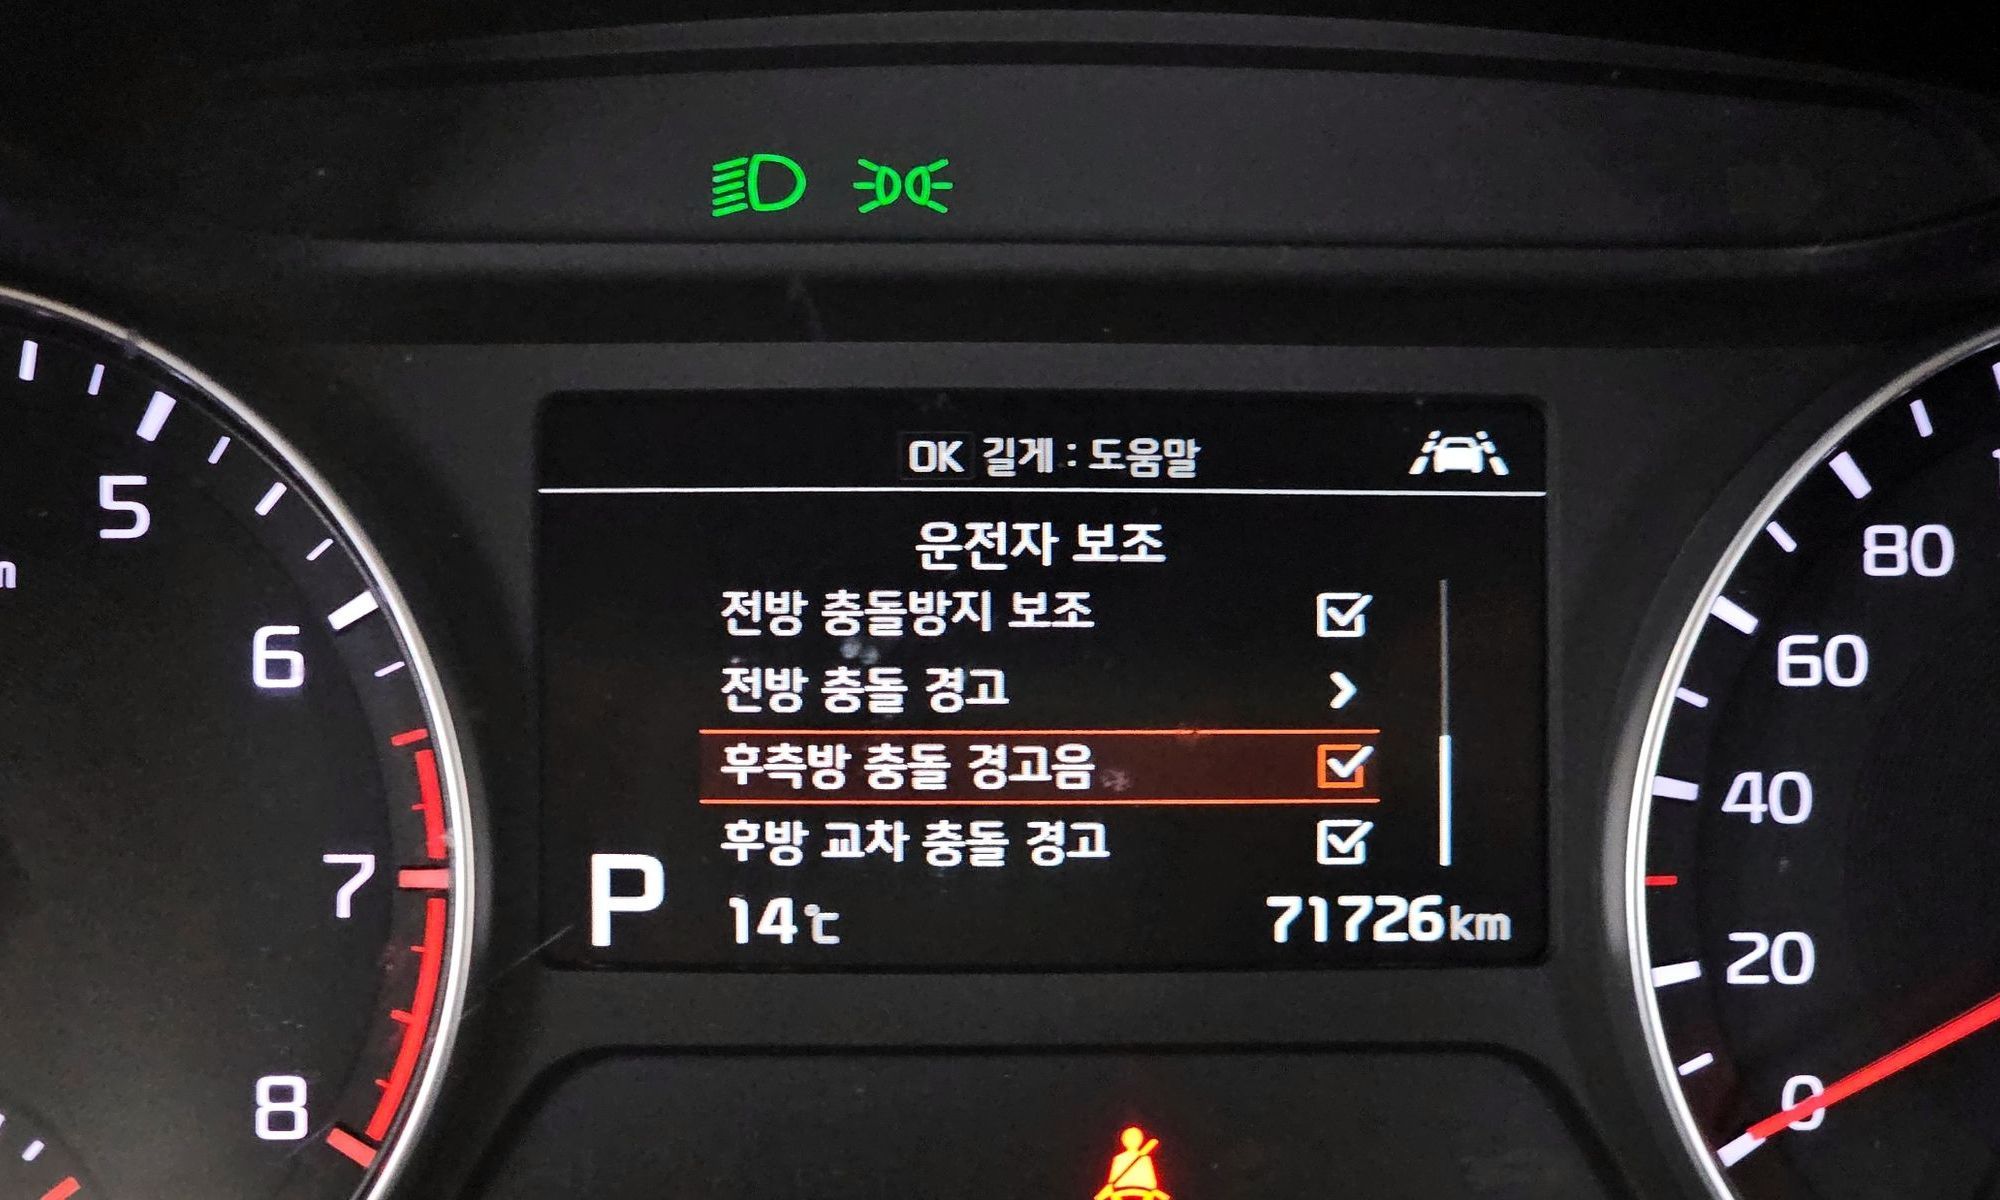 OK 길게 : 도움말
운전자 보조
전방 충돌방지 보조
전방 충돌 경고
후측방 충돌 경고음
후방 교차 충돌 경고
P
14℃
71726km
5
6
7
8
80
60
40
20
0